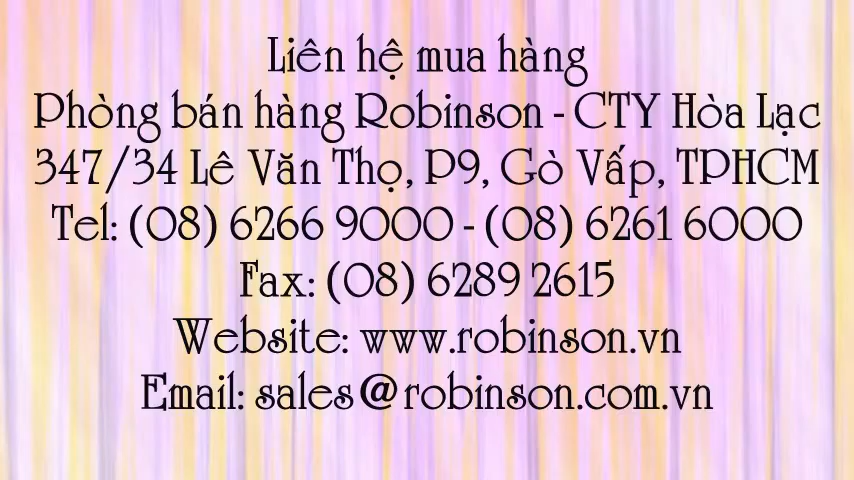 Liên hệ mua hàng
Phòng bán hàng Robinson - CTY Hòa Lạc
347/34 Lê Văn Thọ, P9, Gò Vấp, TPHCM
Tel: (08) 6266 9000 - (08) 6261 6000
Fax: (08) 6289 2615
Website: www.robinson.vn
Email: sales@robinson.com.vn